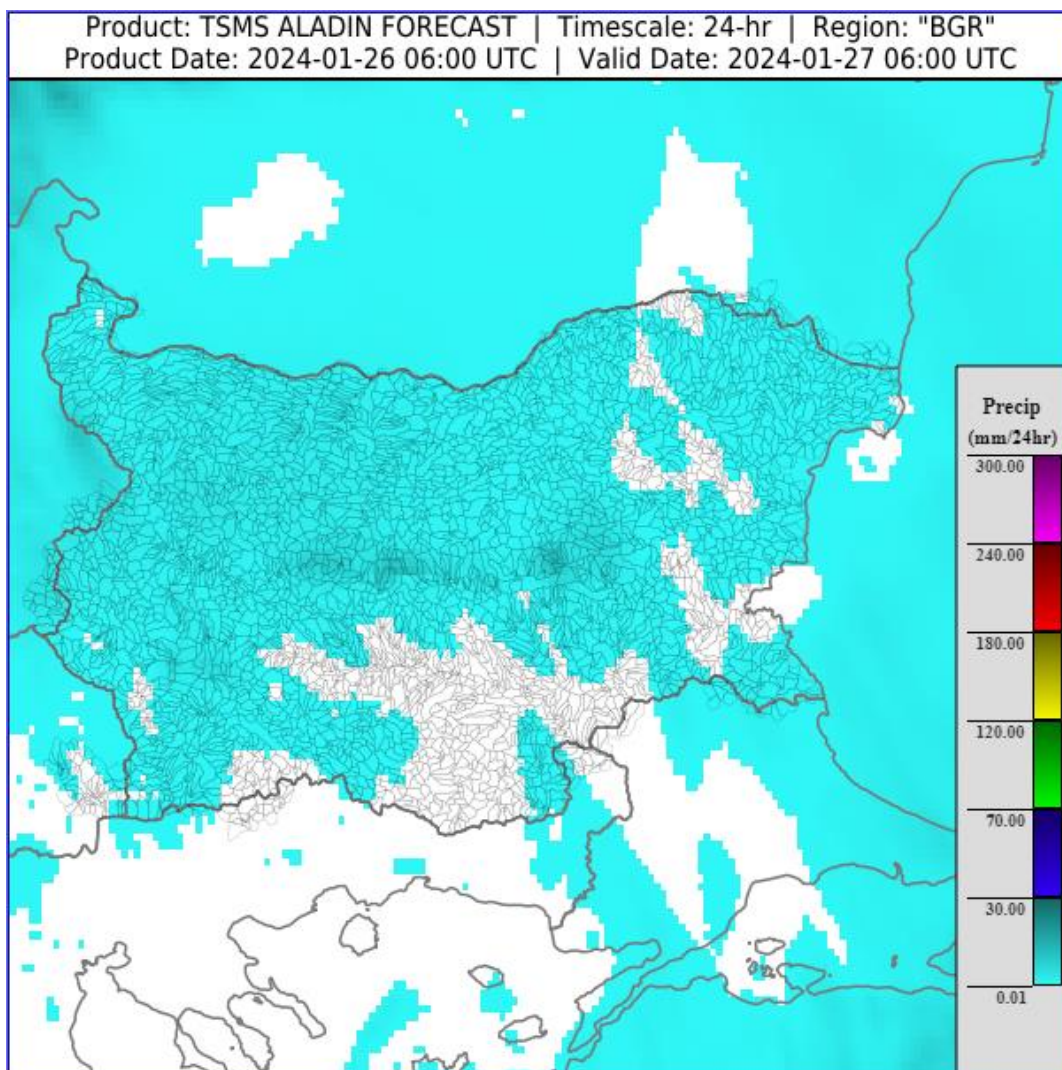 Product: TSMS ALADIN FORECAST | Timescale: 24-hr | Region: "BGR"
Product Date: 2024-01-26 06:00 UTC | Valid Date: 2024-01-27 06:00 UTC
Precip
(mm/24hr)
300.00
240.00
180.00
120.00
70.00
30.00
0.01